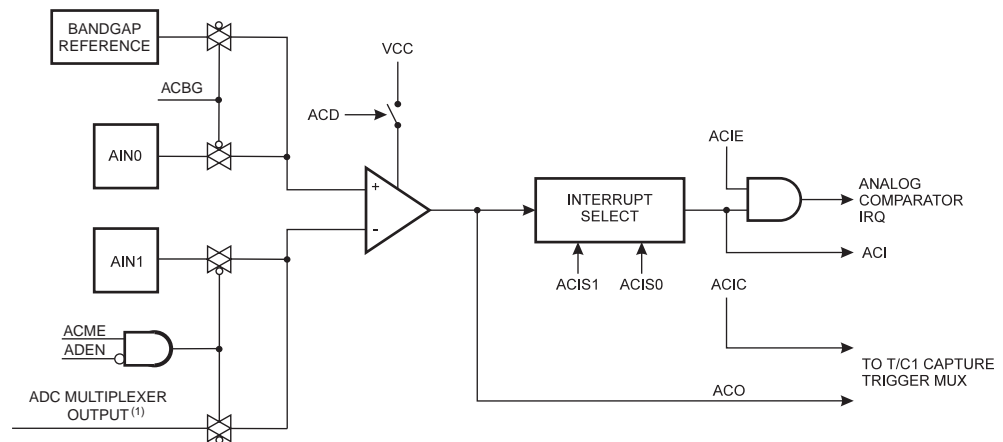 BANDGAP
REFERENCE
VCC
ACBG
ACD
AIN0
ACIE
+
-
INTERRUPT
SELECT
ANALOG
COMPARATOR
IRQ
AIN1
ACI
ACIS1 ACIS0 ACIC
ACME
ADEN
TO T/C1 CAPTURE
TRIGGER MUX
ADC MULTIPLEXER
OUTPUT (1)
ACO